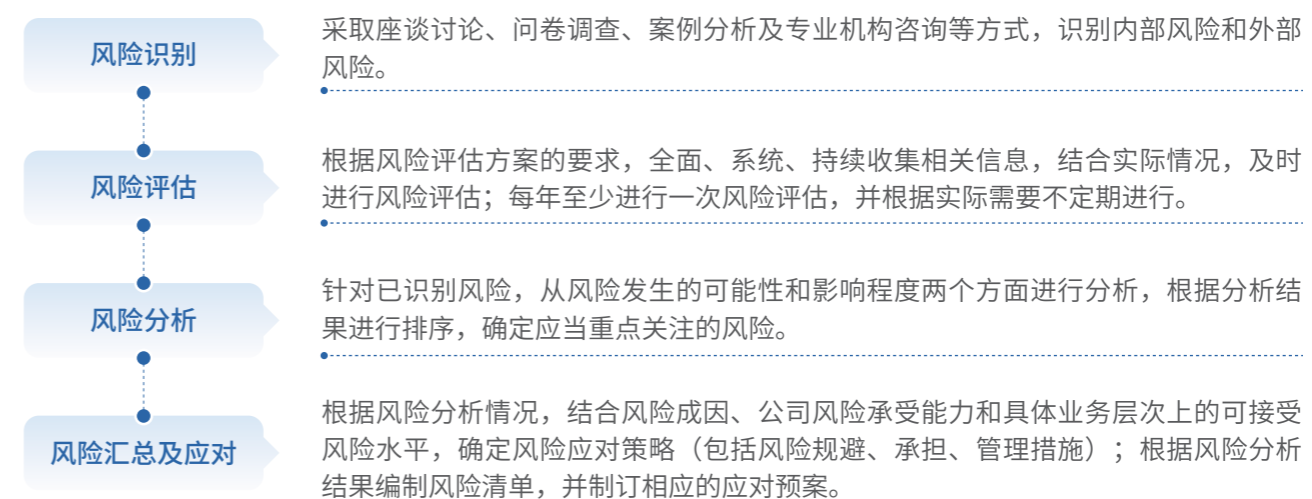 风险识别
采取座谈讨论、问卷调查、案例分析及专业机构咨询等方式，识别内部风险和外部
风险。
风险评估
根据风险评估方案的要求，全面、系统、持续收集相关信息，结合实际情况，及时
进行风险评估；每年至少进行一次风险评估，并根据实际需要不定期进行。
风险分析
针对已识别风险，从风险发生的可能性和影响程度两个方面进行分析，根据分析结
果进行排序，确定应当重点关注的风险。
风险汇总及应对
根据风险分析情况，结合风险成因、公司风险承受能力和具体业务层次上的可接受
风险水平，确定风险应对策略（包括风险规避、承担、管理措施）；根据风险分析
结果编制风险清单，并制订相应的应对预案。